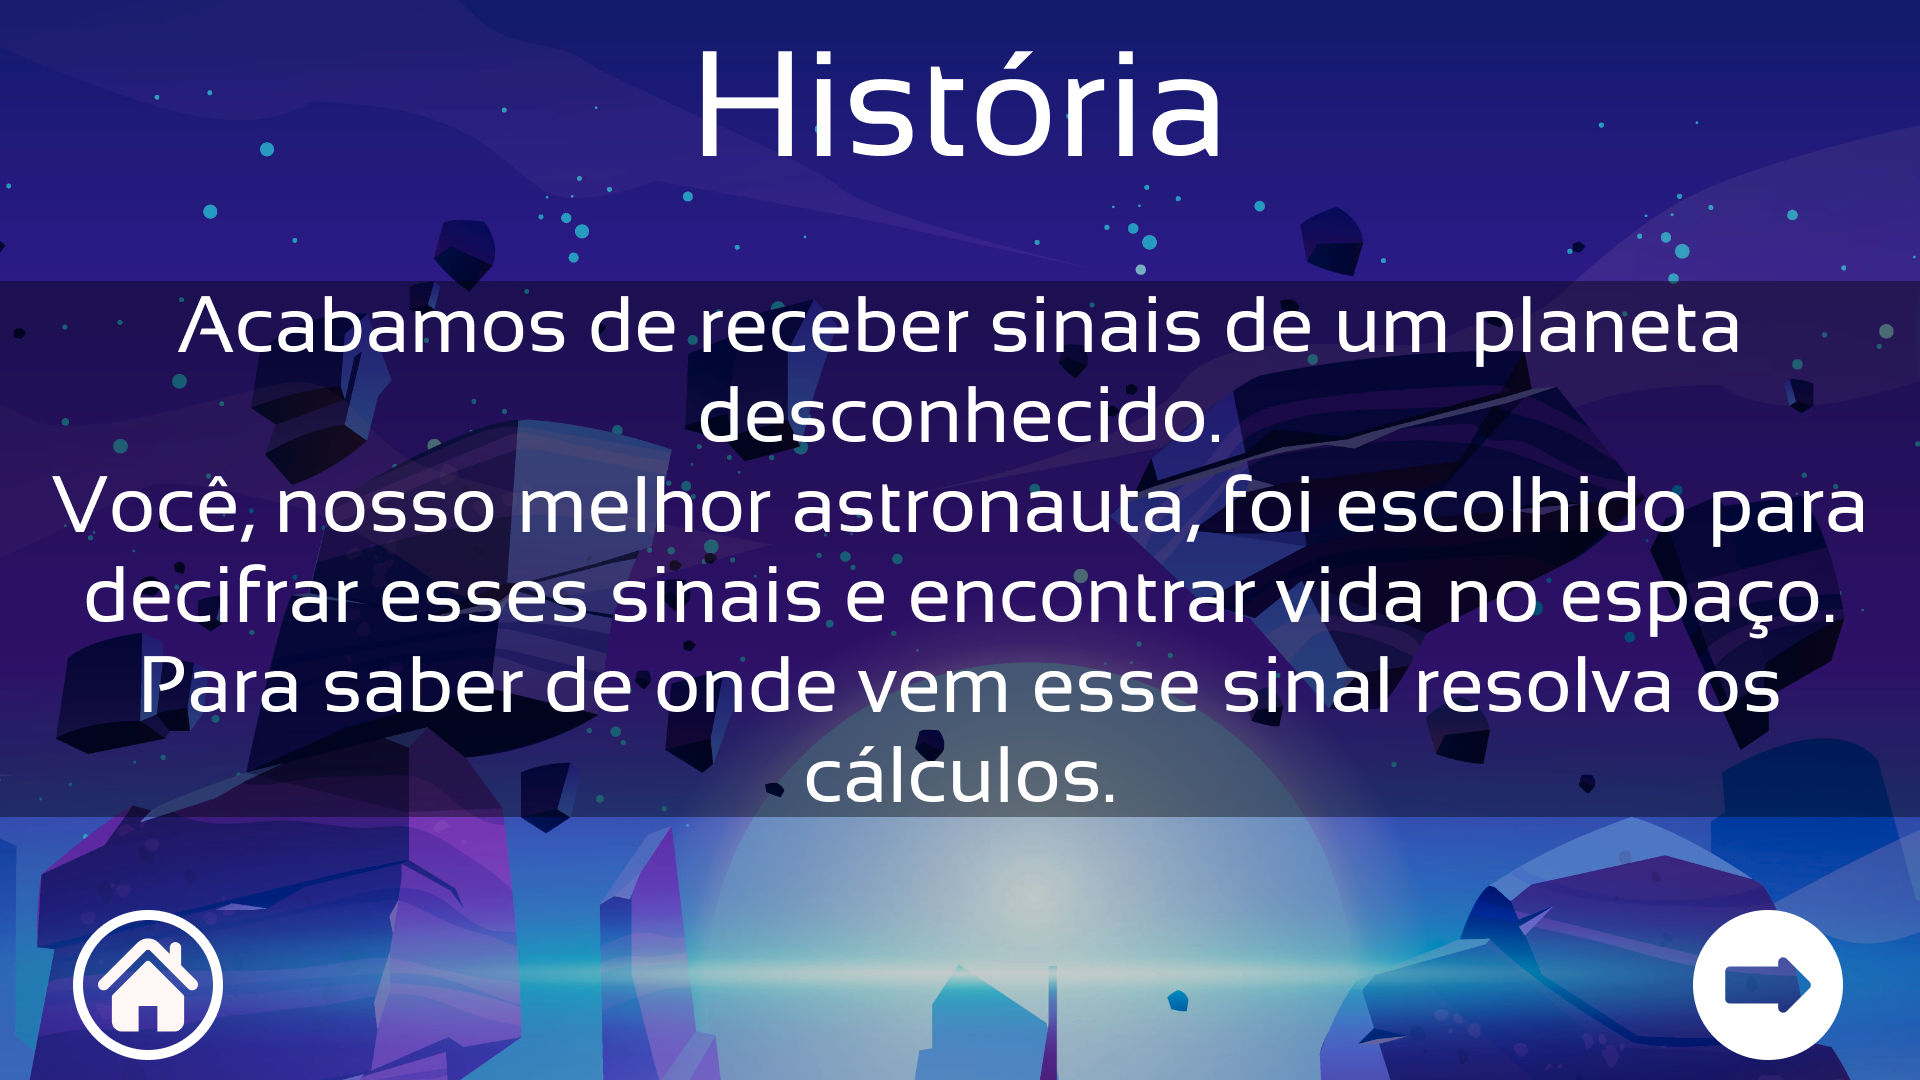 História
Acabamos de receber sinais de um planeta
desconhecido.
Você, nosso melhor astronauta, foi escolhido para
decifrar esses sinais e encontrar vida no espaço.
Para saber de onde vem esse sinal resolva os
cálculos.